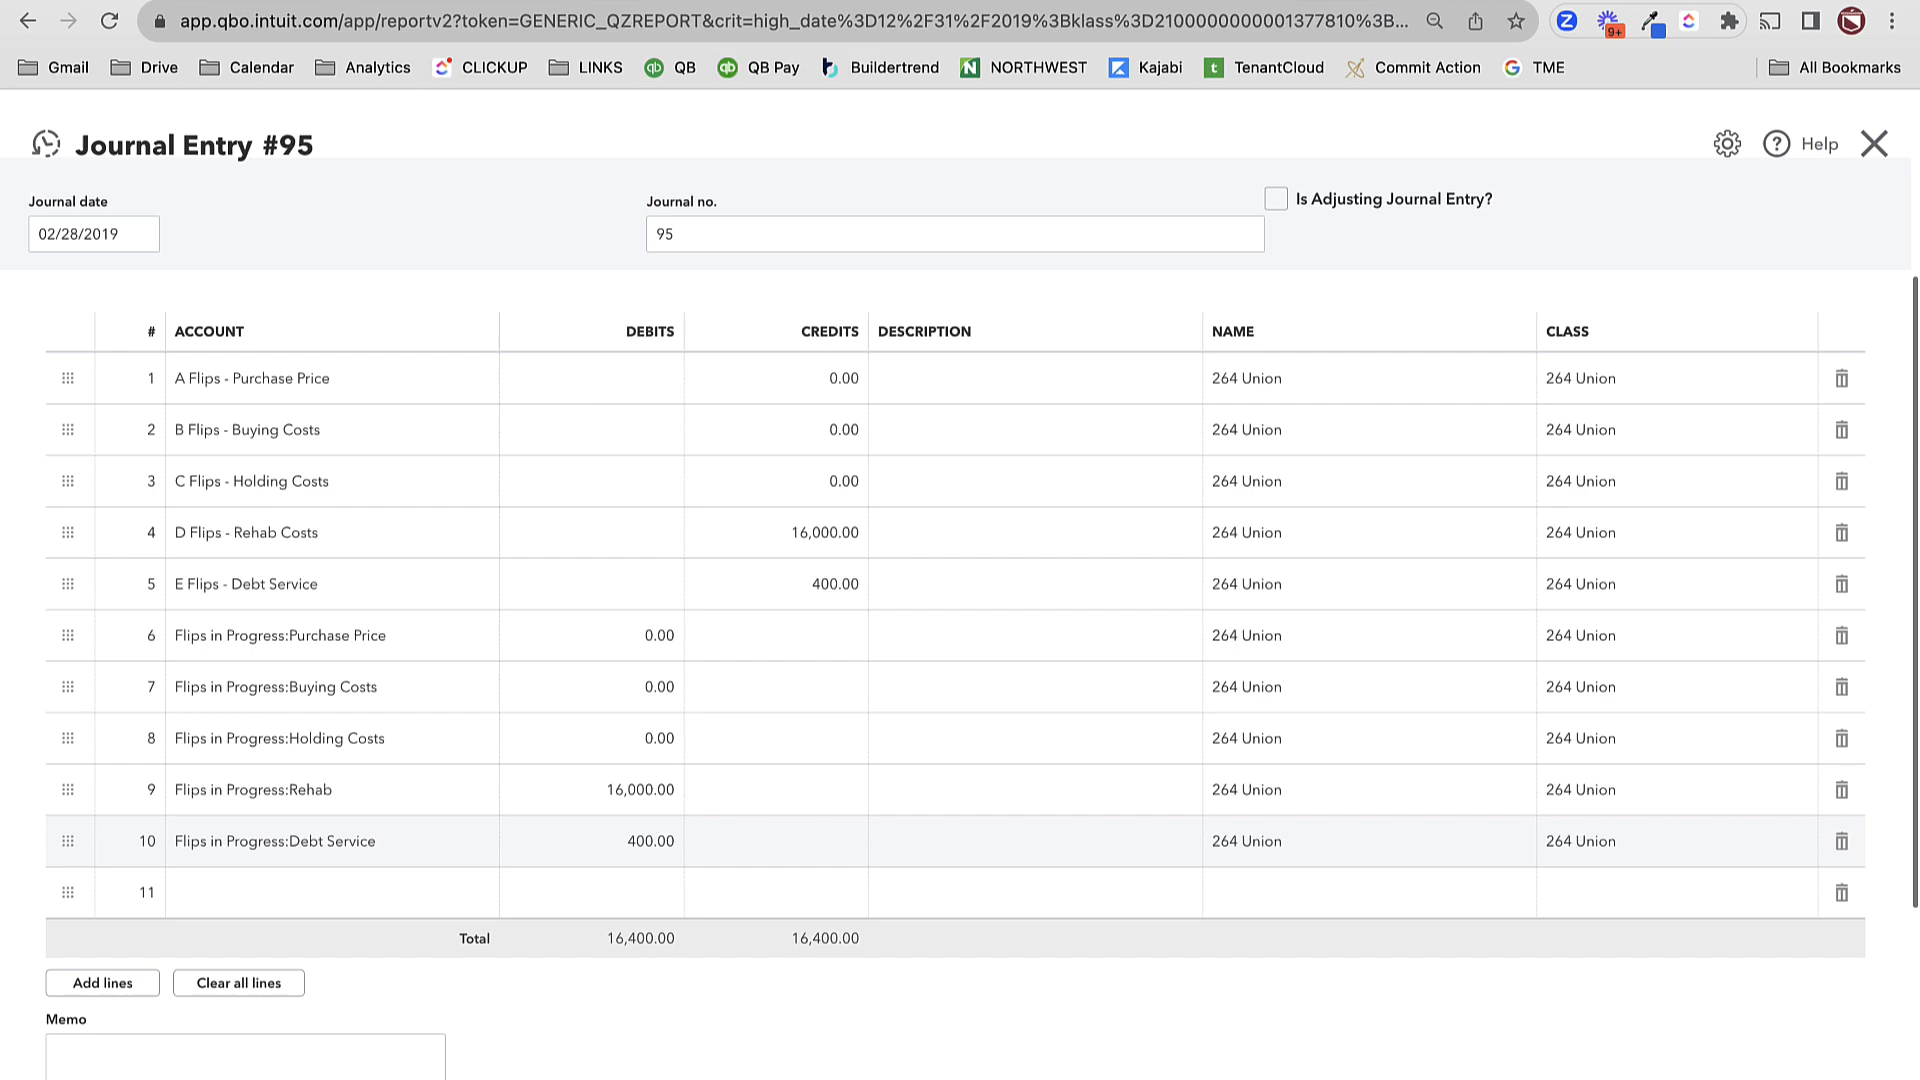 app.qbo.intuit.com/app/reportv2?token=GENERIC_QZREPORT&crit=high_date%3D12%2F31%2F2019%3Bklass%3D2100000000001377810%3B...
9+
Gmail Drive Calendar Analytics CLICKUP LINKS QB QB Pay Buildertrend NORTHWEST Kajabi TenantCloud Commit Action TME All Bookmarks
Journal Entry #95 Help
Journal date Journal no. Is Adjusting Journal Entry?
02/28/2019 95
# ACCOUNT DEBITS CREDITS DESCRIPTION NAME CLASS
1 A Flips - Purchase Price 0.00 264 Union 264 Union
2 B Flips - Buying Costs 0.00 264 Union 264 Union
3 C Flips - Holding Costs 0.00 264 Union 264 Union
4 D Flips - Rehab Costs 16,000.00 264 Union 264 Union
5 E Flips - Debt Service 400.00 264 Union 264 Union
6 Flips in Progress:Purchase Price 0.00 264 Union 264 Union
7 Flips in Progress:Buying Costs 0.00 264 Union 264 Union
8 Flips in Progress:Holding Costs 0.00 264 Union 264 Union
9 Flips in Progress:Rehab 16,000.00 264 Union 264 Union
10 Flips in Progress:Debt Service 400.00 264 Union 264 Union
11
Total 16,400.00 16,400.00
Add lines Clear all lines
Memo